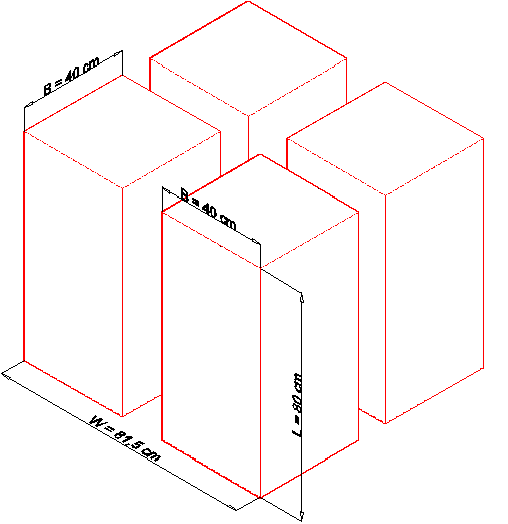 B = 40 cm
B = 40 cm
L = 80 cm
W = 81,5 cm